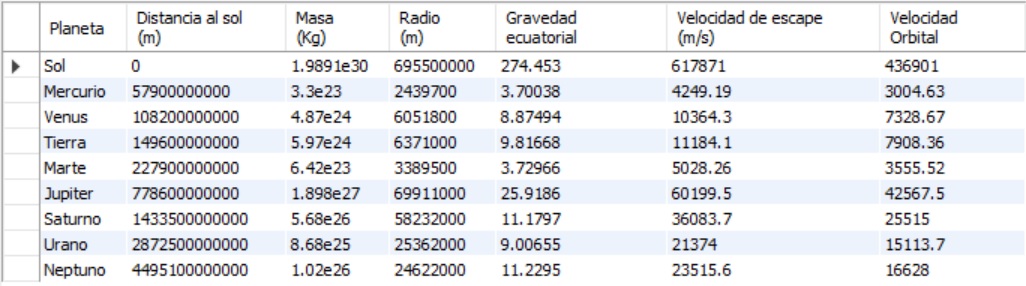 Planeta Distancia al sol (m) Masa (Kg) Radio (m) Gravedad ecuatorial Velocidad de escape (m/s) Velocidad Orbital
Sol 0 1.9891e30 695500000 274.453 617871 436901
Mercurio 57900000000 3.3e23 2439700 3.70038 4249.19 3004.63
Venus 108200000000 4.87e24 6051800 8.87494 10364.3 7328.67
Tierra 149600000000 5.97e24 6371000 9.81668 11184.1 7908.36
Marte 227900000000 6.42e23 3389500 3.72966 5028.26 3555.52
Jupiter 778600000000 1.898e27 69911000 25.9186 60199.5 42567.5
Saturno 1433500000000 5.68e26 58232000 11.1797 36083.7 25515
Urano 2872500000000 8.68e25 25362000 9.00655 21374 15113.7
Neptuno 4495100000000 1.02e26 24622000 11.2295 23515.6 16628